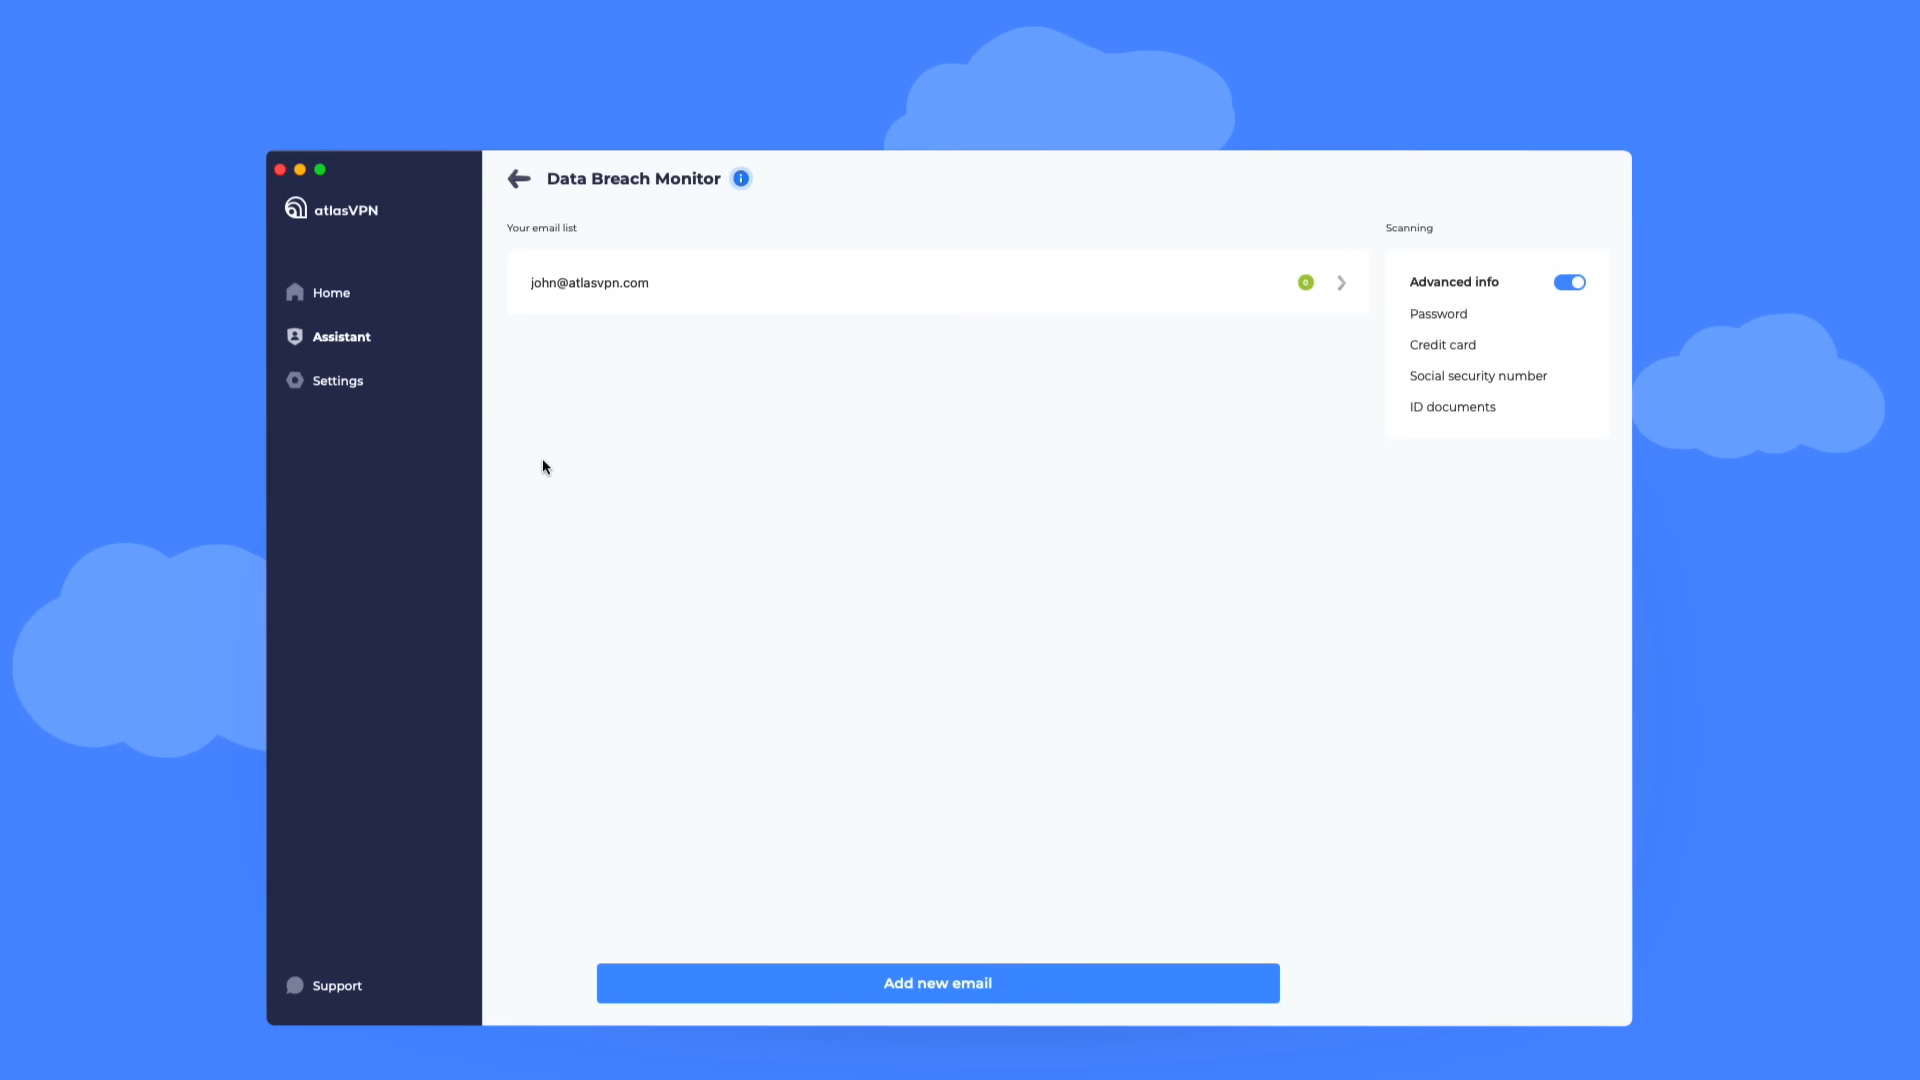 atlasVPN
Home
Assistant
Settings
Support
Data Breach Monitor
Your email list
john@atlasvpn.com
0
Scanning
Advanced info
Password
Credit card
Social security number
ID documents
Add new email